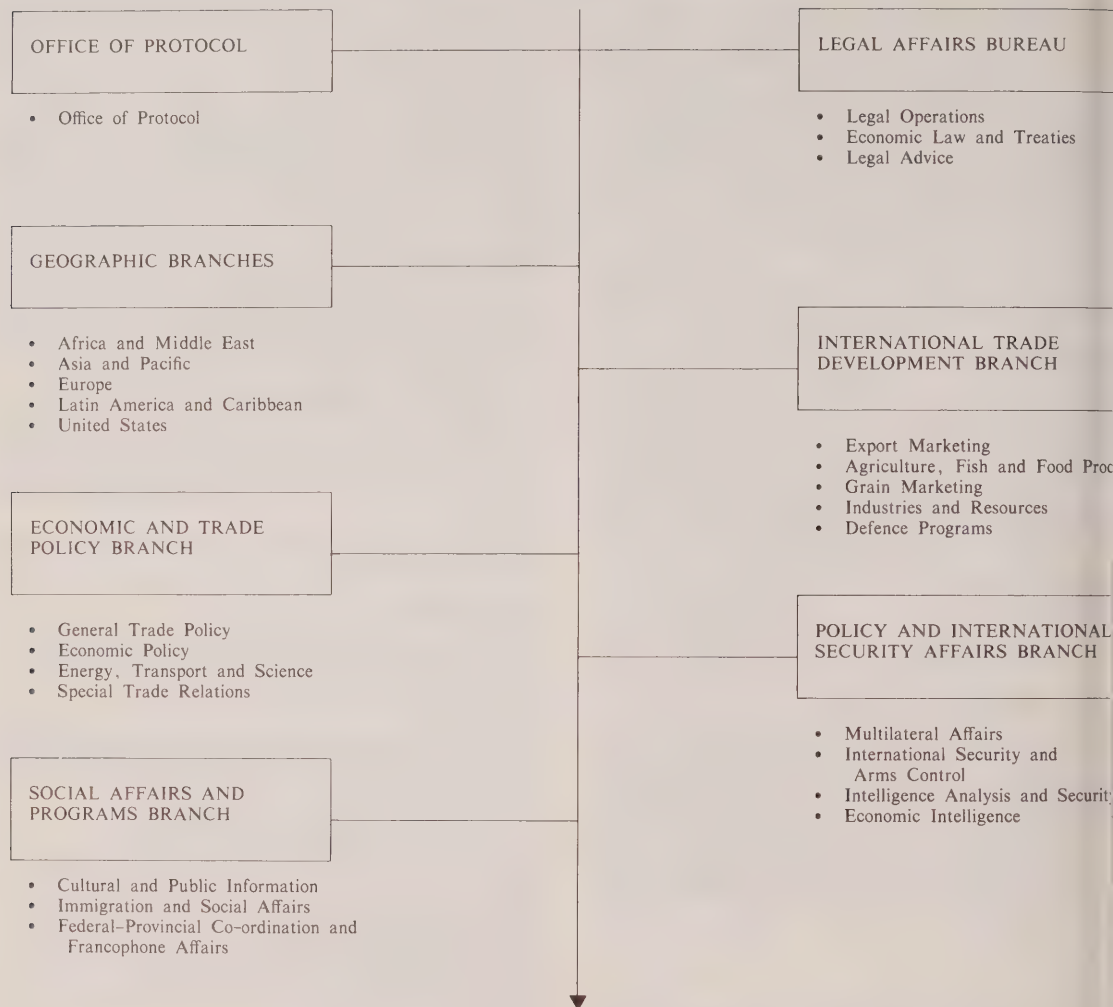 OFFICE OF PROTOCOL
• Office of Protocol
GEOGRAPHIC BRANCHES
• Africa and Middle East
• Asia and Pacific
• Europe
• Latin America and Caribbean
• United States
ECONOMIC AND TRADE
POLICY BRANCH
• General Trade Policy
• Economic Policy
• Energy, Transport and Science
• Special Trade Relations
SOCIAL AFFAIRS AND
PROGRAMS BRANCH
• Cultural and Public Information
• Immigration and Social Affairs
• Federal-Provincial Co-ordination and
Francophone Affairs
LEGAL AFFAIRS BUREAU
• Legal Operations
• Economic Law and Treaties
• Legal Advice
INTERNATIONAL TRADE
DEVELOPMENT BRANCH
• Export Marketing
• Agriculture, Fish and Food
• Grain Marketing
• Industries and Resources
• Defence Programs
POLICY AND INTERNATIONAL
SECURITY AFFAIRS BRANCH
• Multilateral Affairs
• International Security and
Arms Control
• Intelligence Analysis and
• Economic Intelligence